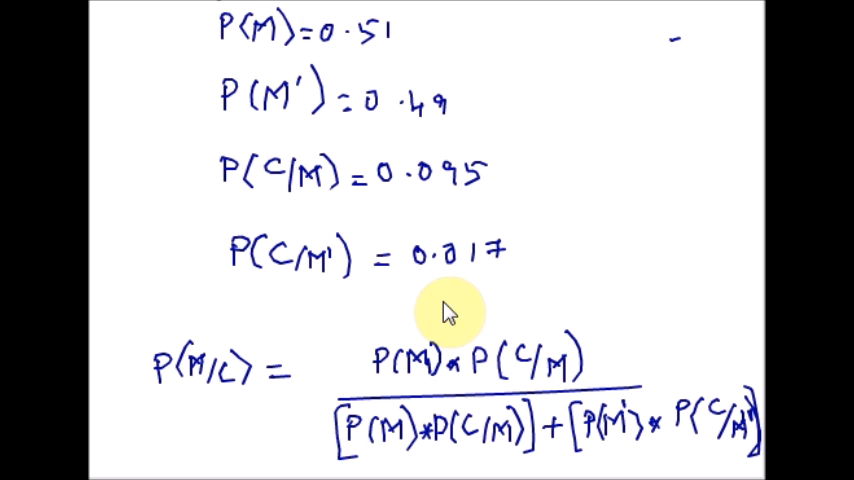 P(M) = 0.51
P(M') = 0.49
P(C/M) = 0.095
P(C/M') = 0.017
P(M/C) = P(M)*P(C/M)
[P(M)*P(C/M)] + [P(M')* P(C/M')]